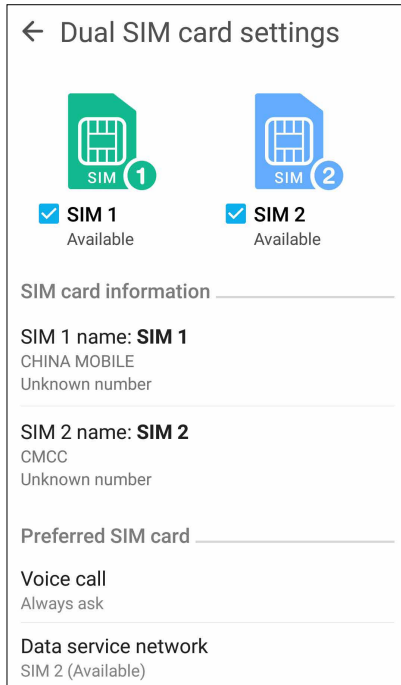 Dual SIM card settings
SIM 1 SIM 2
SIM 1 SIM 2
Available Available
SIM card information
SIM 1 name: SIM 1
CHINA MOBILE
Unknown number
SIM 2 name: SIM 2
CMCC
Unknown number
Preferred SIM card
Voice call
Always ask
Data service network
SIM 2 (Available)